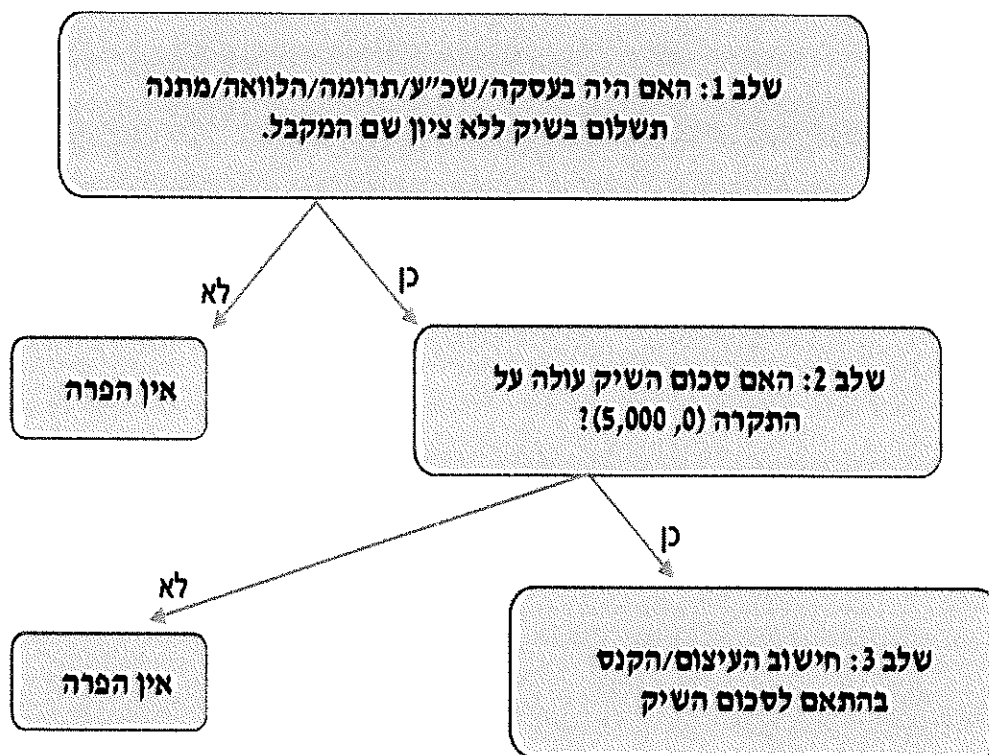 שלב 1: האם היה בעסקה/שכ״ע/תרומה/הלוואה/מתנה
תשלום בשיק ללא ציון שם המקבל.
לא
כן
אין הפרה
שלב 2: האם סכום השיק עולה על
התקרה (0, 5,000)?
לא
כן
אין הפרה
שלב 3: חישוב העיצום/הקנס
בהתאם לסכום השיק